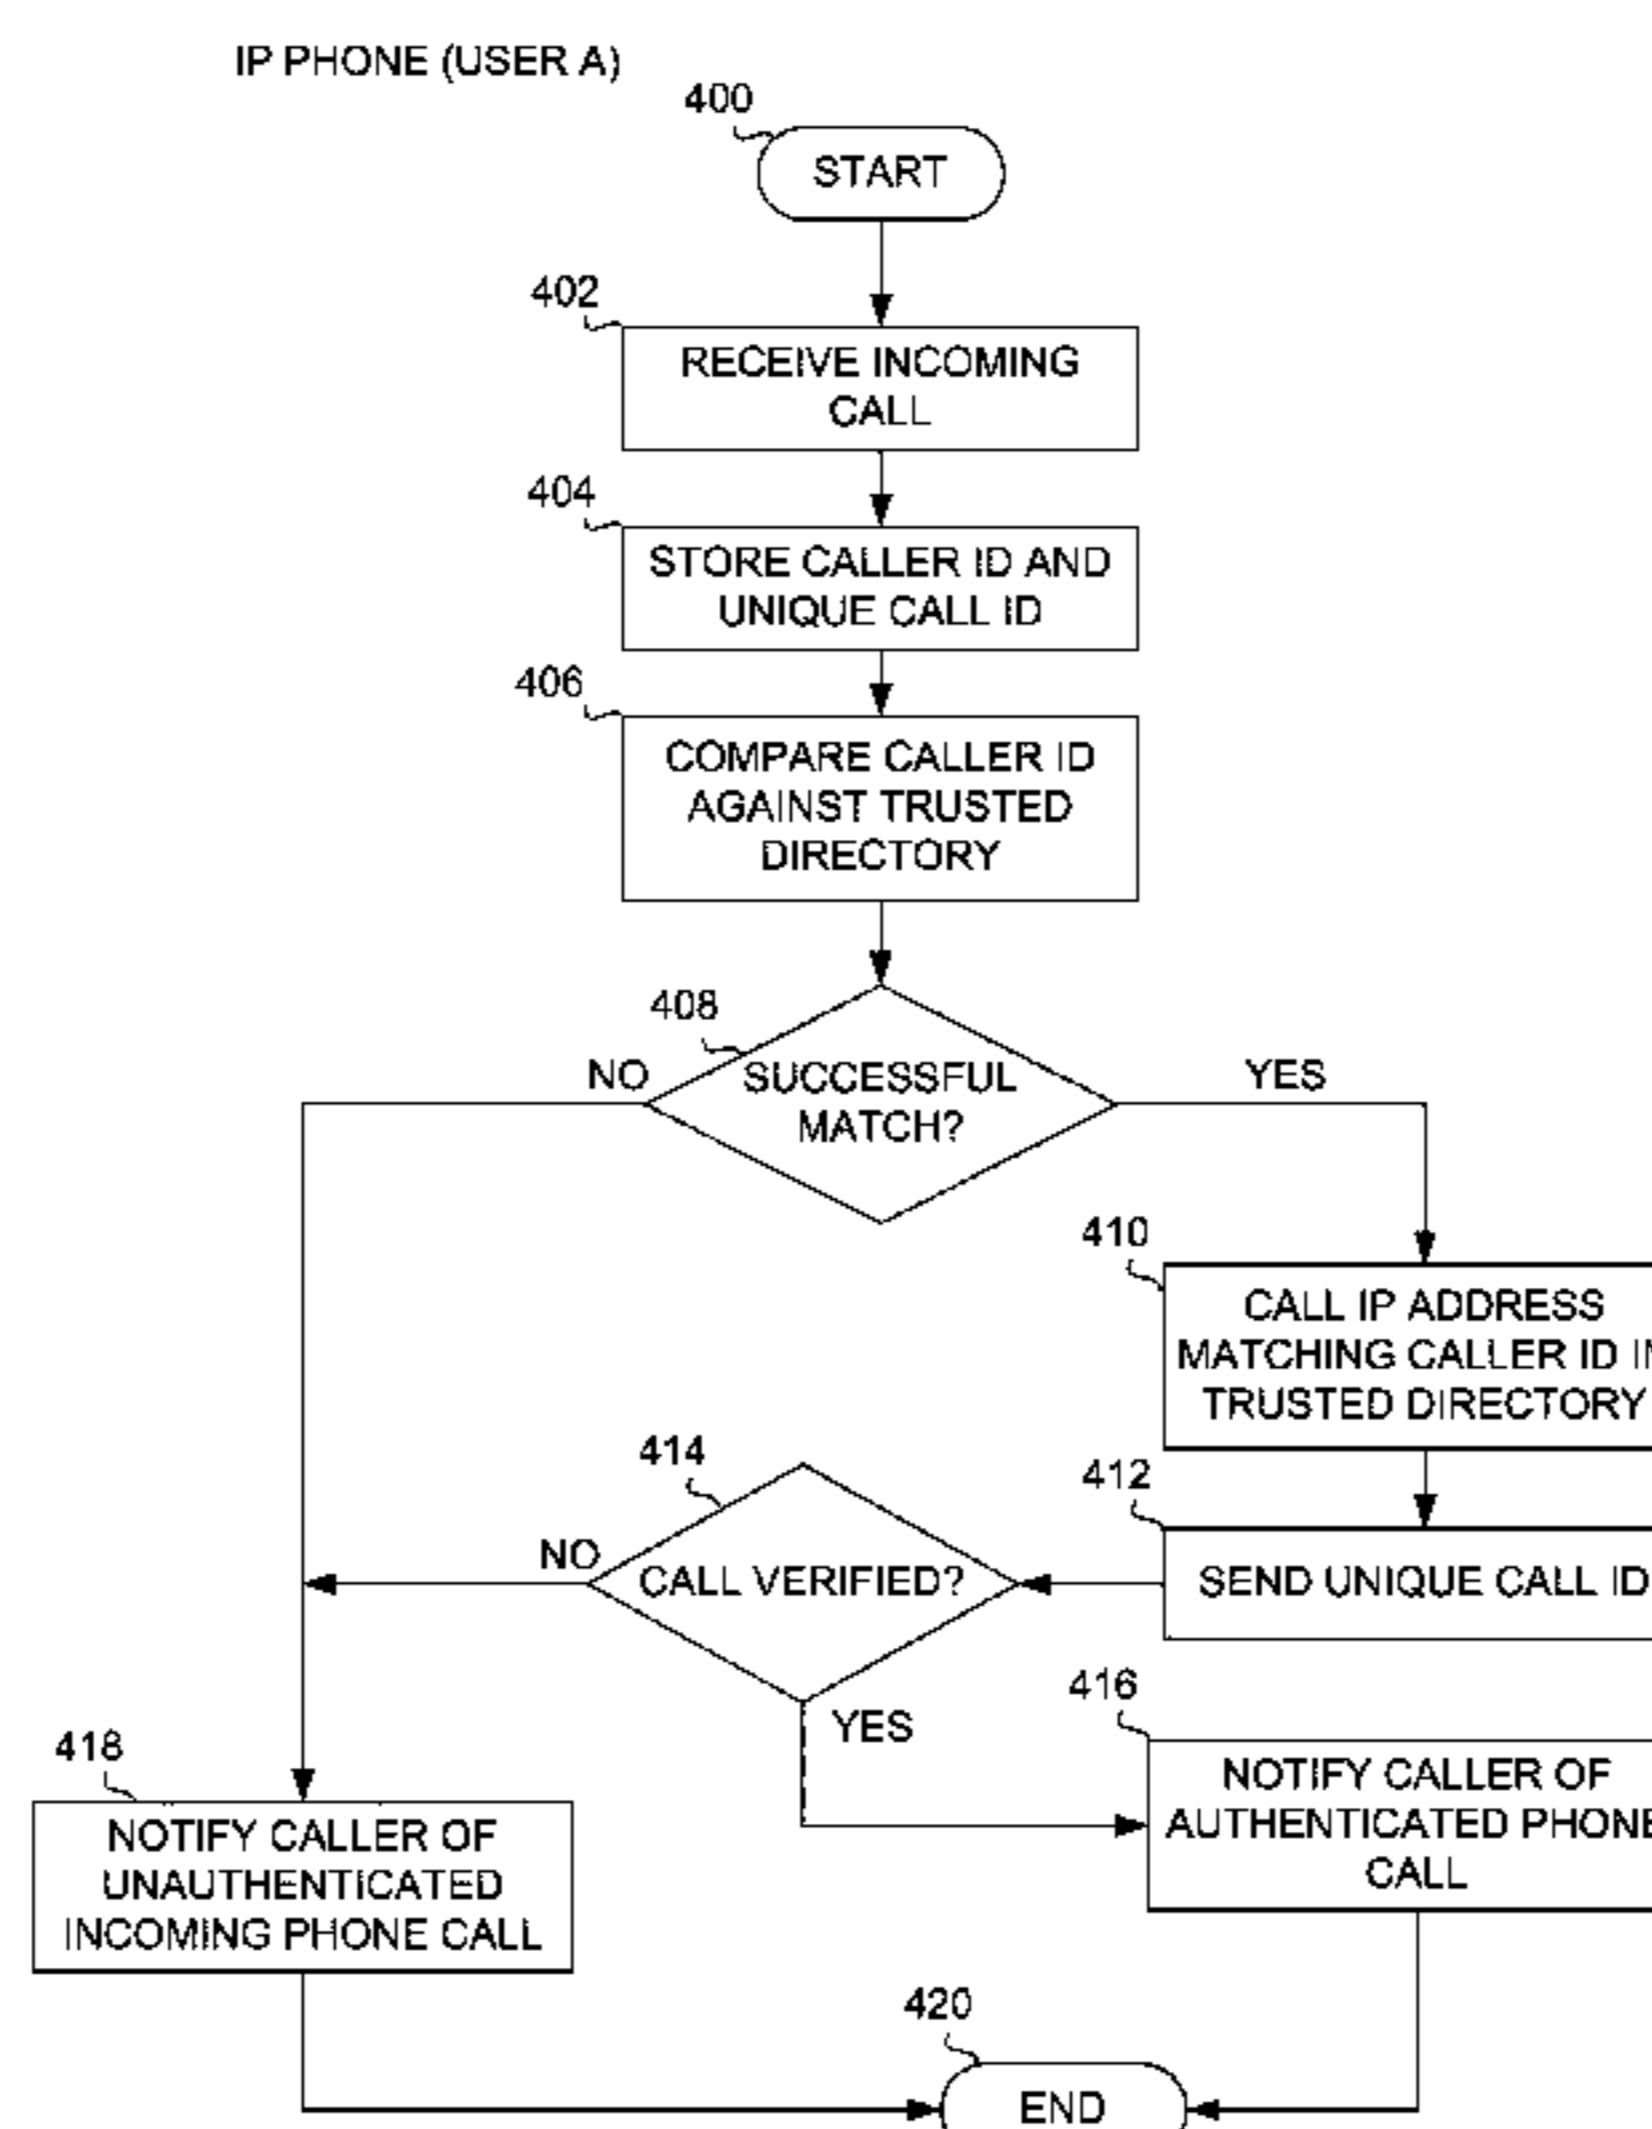 IP PHONE (USER A)
400
START
402
RECEIVE INCOMING
CALL
404
STORE CALLER ID AND
UNIQUE CALL ID
406
COMPARE CALLER ID
AGAINST TRUSTED
DIRECTORY
408
NO
SUCCESSFUL
MATCH?
YES
410
CALL IP ADDRESS
MATCHING CALLER ID
TRUSTED DIRECTORY
412
SEND UNIQUE CALL ID
414
NO
CALL VERIFIED?
YES
416
NOTIFY CALLER OF
AUTHENTICATED PHONE
CALL
418
NOTIFY CALLER OF
UNAUTHENTICATED
INCOMING PHONE CALL
420
END